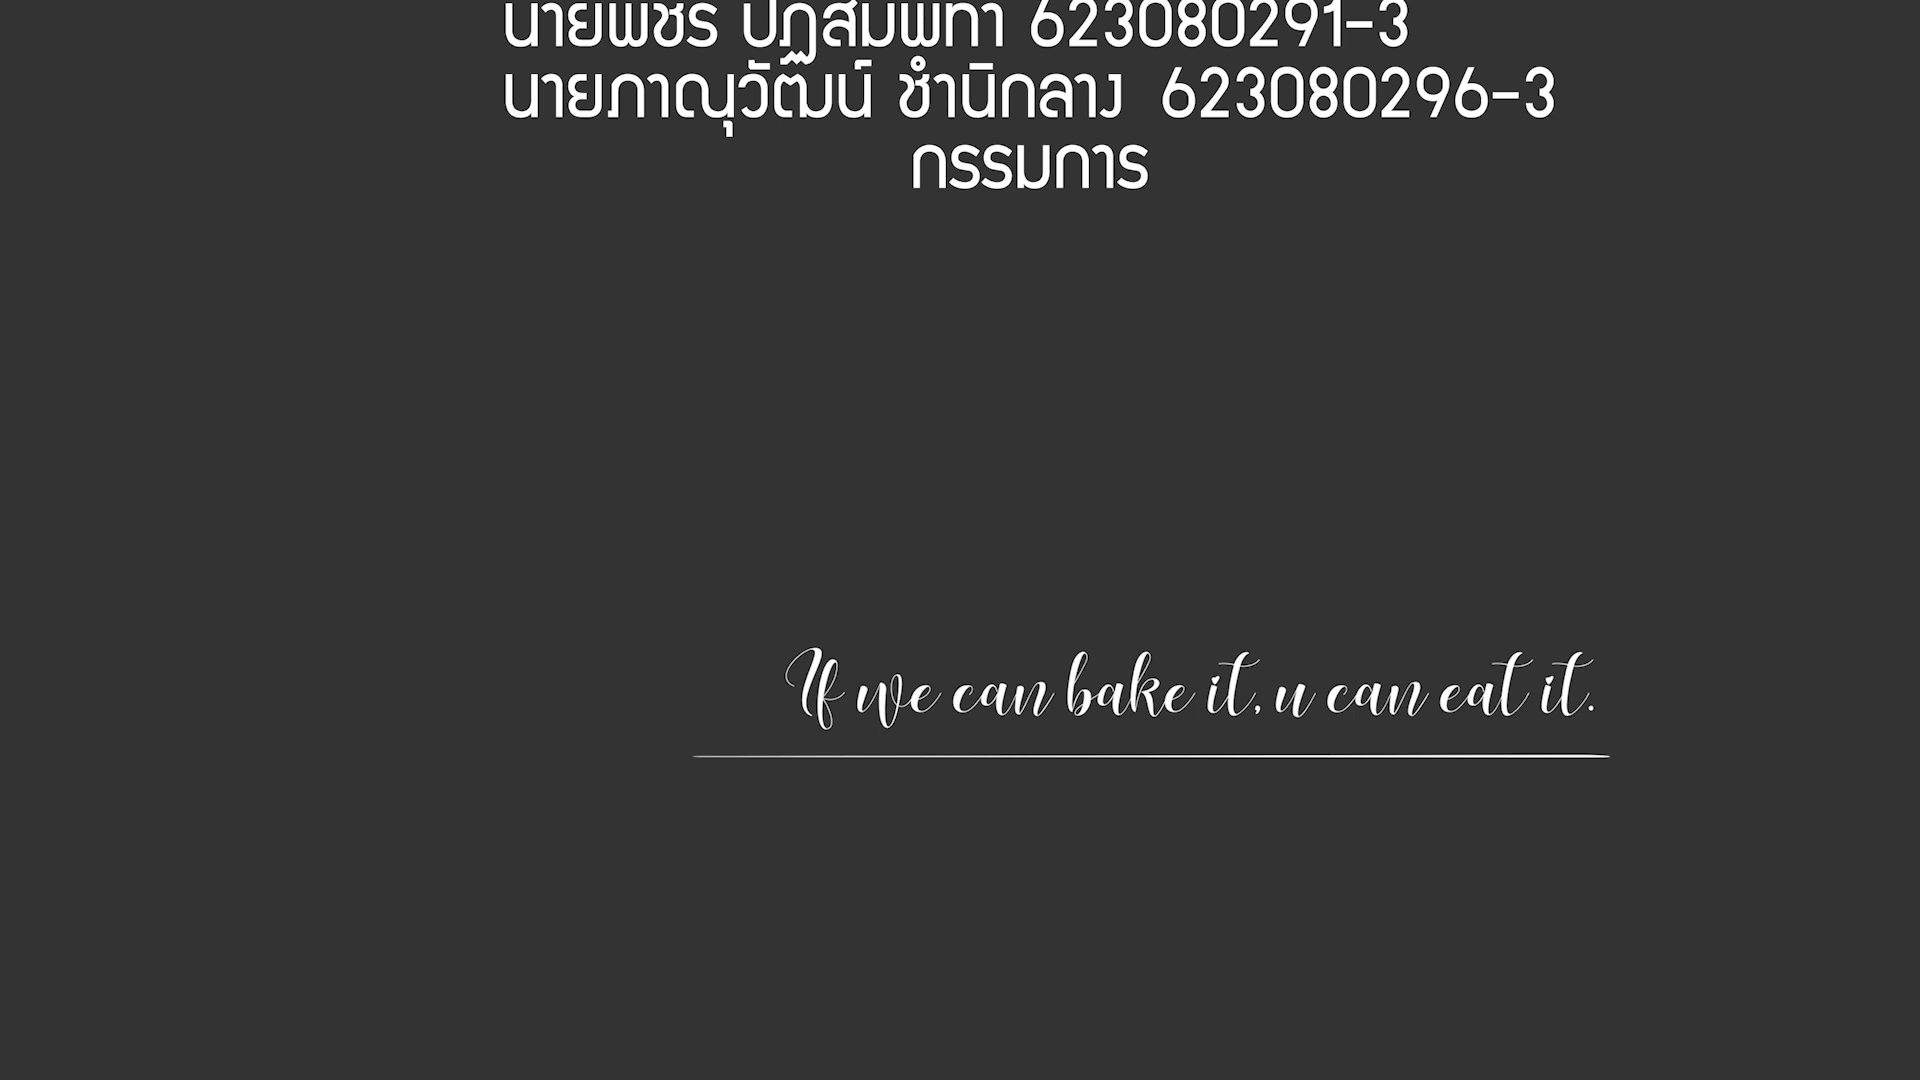 นายพชร ปฏิสัมพิทา 623080291-3
นายภาณุวัฒน์ ชำนิกลาง 623080296-3
กรรมการ
If we can bake it, u can eat it.